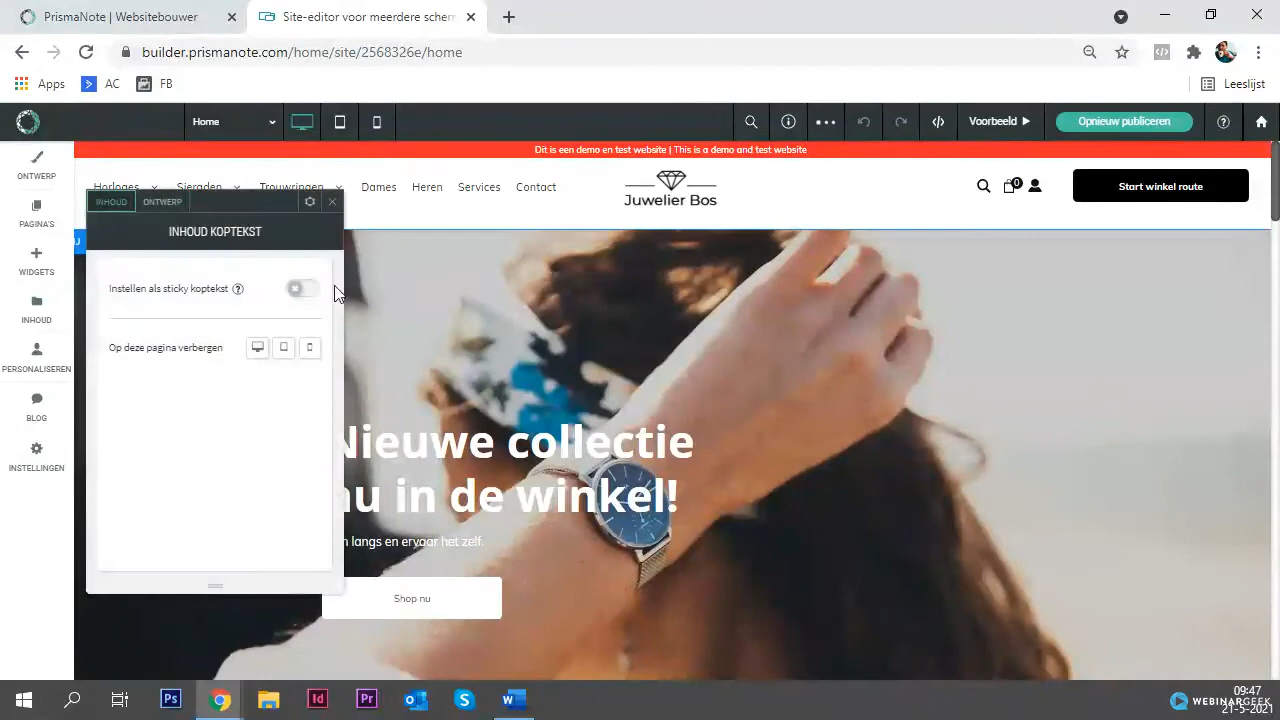 PrismaNote | Websitebouwer
Site-editor voor meerdere scher
builder.prismanote.com/home/site/2568326e/home
Apps
AC
FB
Leeslijst
Home
Voorbeeld
Opnieuw publiceren
Dit is een demo en test website | This is a demo and test website
ONTWERP
PAGINA'S
WIDGETS
INHOUD
PERSONALISEREN
BLOG
INSTELLINGEN
Horloges
Sieraden
Trouwringen
Dames
Heren
Services
Contact
Juwelier Bos
0
Start winkel route
INHOUD
ONTWERP
INHOUD KOPTEKST
Instellen als sticky koptekst
Op deze pagina verbergen
Nieuwe collectie
nu in de winkel!
langs en ervaar het zelf.
Shop nu
Ps
Id
Pr
09:47
21-5-2021
WEBINARGEEK